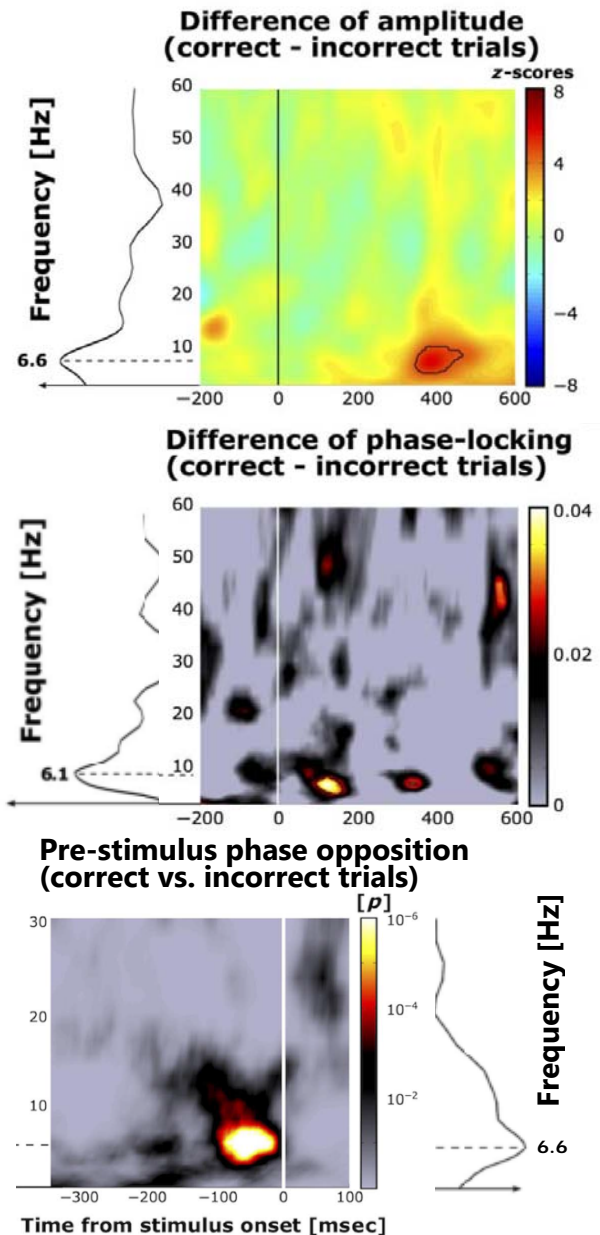 Difference of amplitude
(correct - incorrect trials)
z-scores
Frequency [Hz]
60
50
40
30
20
10
6.6
8
4
0
−4
−8
−200 0 200 400 600
Difference of phase-locking
(correct - incorrect trials)
Frequency [Hz]
60
50
40
30
20
10
6.1
0.04
0.02
0
−200 0 200 400 600
Pre-stimulus phase opposition
(correct vs. incorrect trials)
[p]
30
20
10
10⁻⁶
10⁻⁴
10⁻²
Frequency [Hz]
6.6
−300 −200 −100 0 100
Time from stimulus onset [msec]